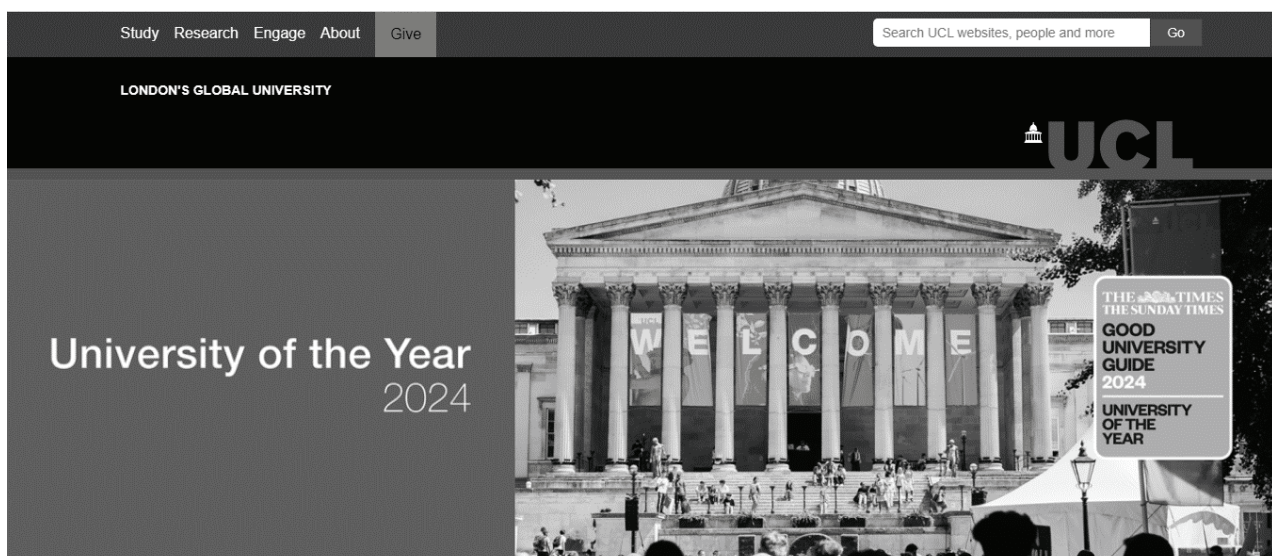 Study Research Engage About Give
Search UCL websites, people and more Go
LONDON'S GLOBAL UNIVERSITY
UCL
University of the Year
2024
WELCOME
THE TIMES
THE SUNDAY TIMES
GOOD
UNIVERSITY
GUIDE
2024
UNIVERSITY
OF THE
YEAR